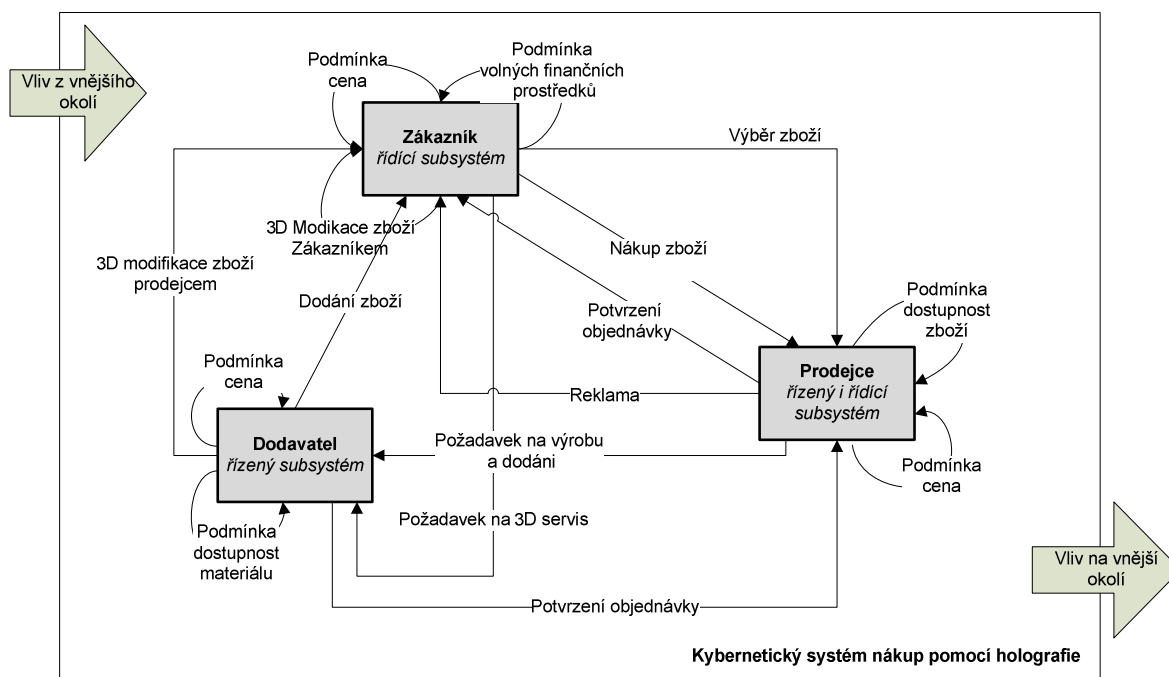 Vliv z vnějšího
okolí
Podmínka
cena
Podmínka
volných finančních
prostředků
Zákazník
řídící subsystém
Výběr zboží
3D Modikace zboží
Zákazníkem
3D modifikace zboží
prodejcem
Nákup zboží
Dodání zboží
Potvrzení
objednávky
Podmínka
dostupnost
zboží
Podmínka
cena
Reklama
Prodejce
řízený i řídící
subsystém
Dodavatel
řízený subsystém
Požadavek na výrobu
a dodáni
Podmínka
cena
Požadavek na 3D servis
Podmínka
dostupnost
materiálu
Vliv na vnější
okolí
Potvrzení objednávky
Kybernetický systém nákup pomocí holografie